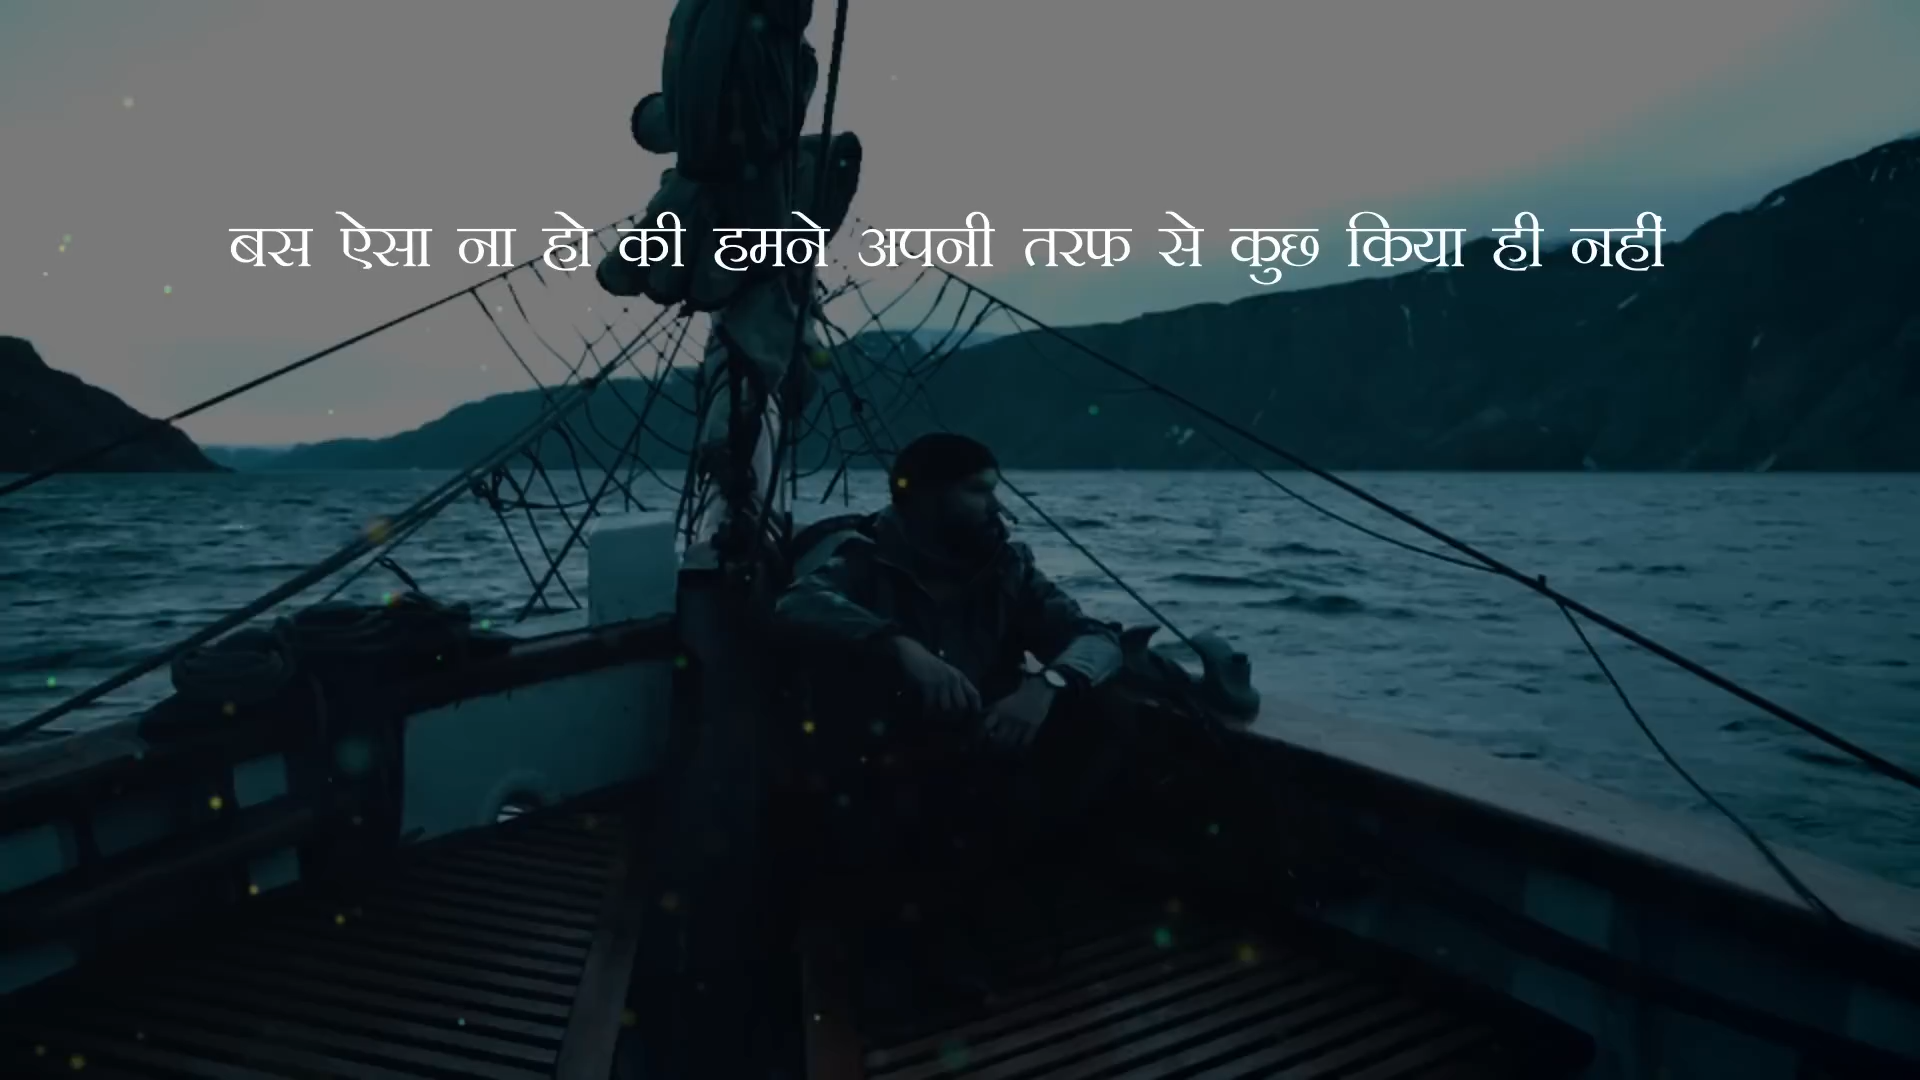 बस ऐसा ना हो की हमने अपनी तरफ से कुछ किया ही नहीं